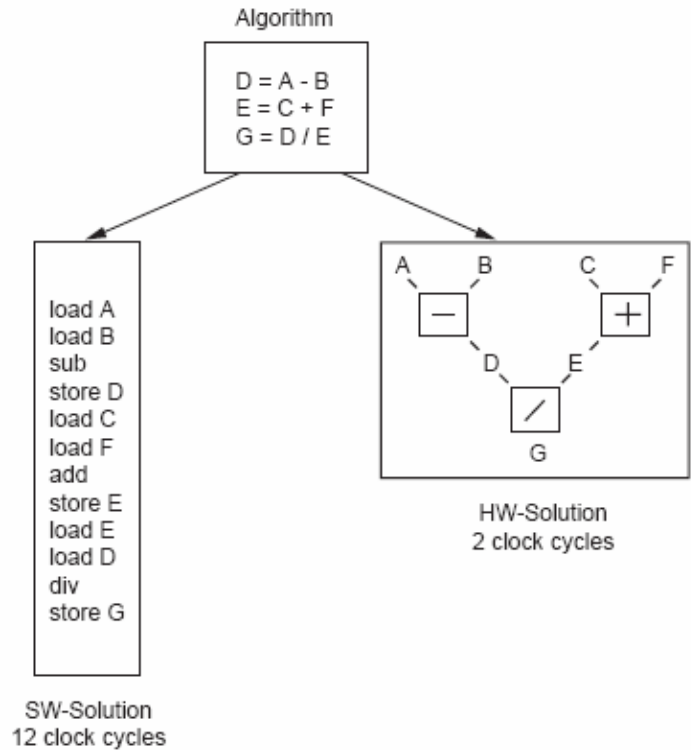 Algorithm
D = A - B
E = C + F
G = D / E
load A
load B
sub
store D
load C
load F
add
store E
load E
load D
div
store G
SW-Solution
12 clock cycles
A B C F
− +
D E
/
G
HW-Solution
2 clock cycles